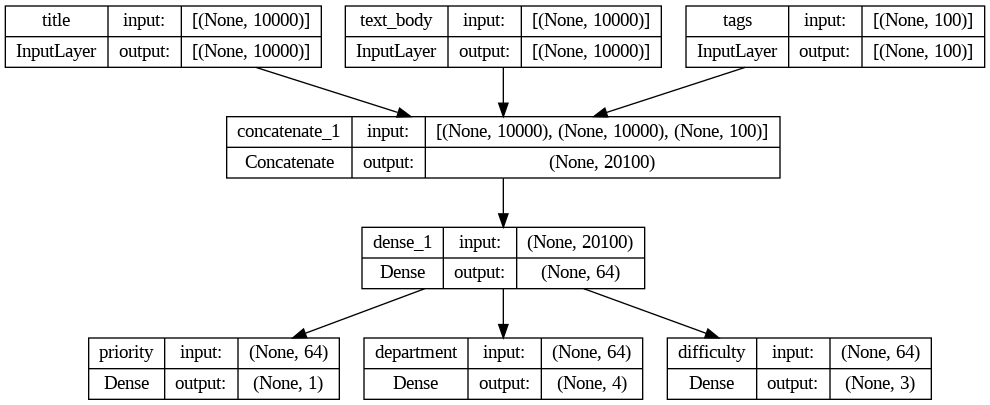 title input: [(None, 10000)]
InputLayer output: [(None, 10000)]
text_body input: [(None, 10000)]
InputLayer output: [(None, 10000)]
tags input: [(None, 100)]
InputLayer output: [(None, 100)]
concatenate_1 input: [(None, 10000), (None, 10000), (None, 100)]
Concatenate output: (None, 20100)
dense_1 input: (None, 20100)
Dense output: (None, 64)
priority input: (None, 64)
Dense output: (None, 1)
department input: (None, 64)
Dense output: (None, 4)
difficulty input: (None, 64)
Dense output: (None, 3)